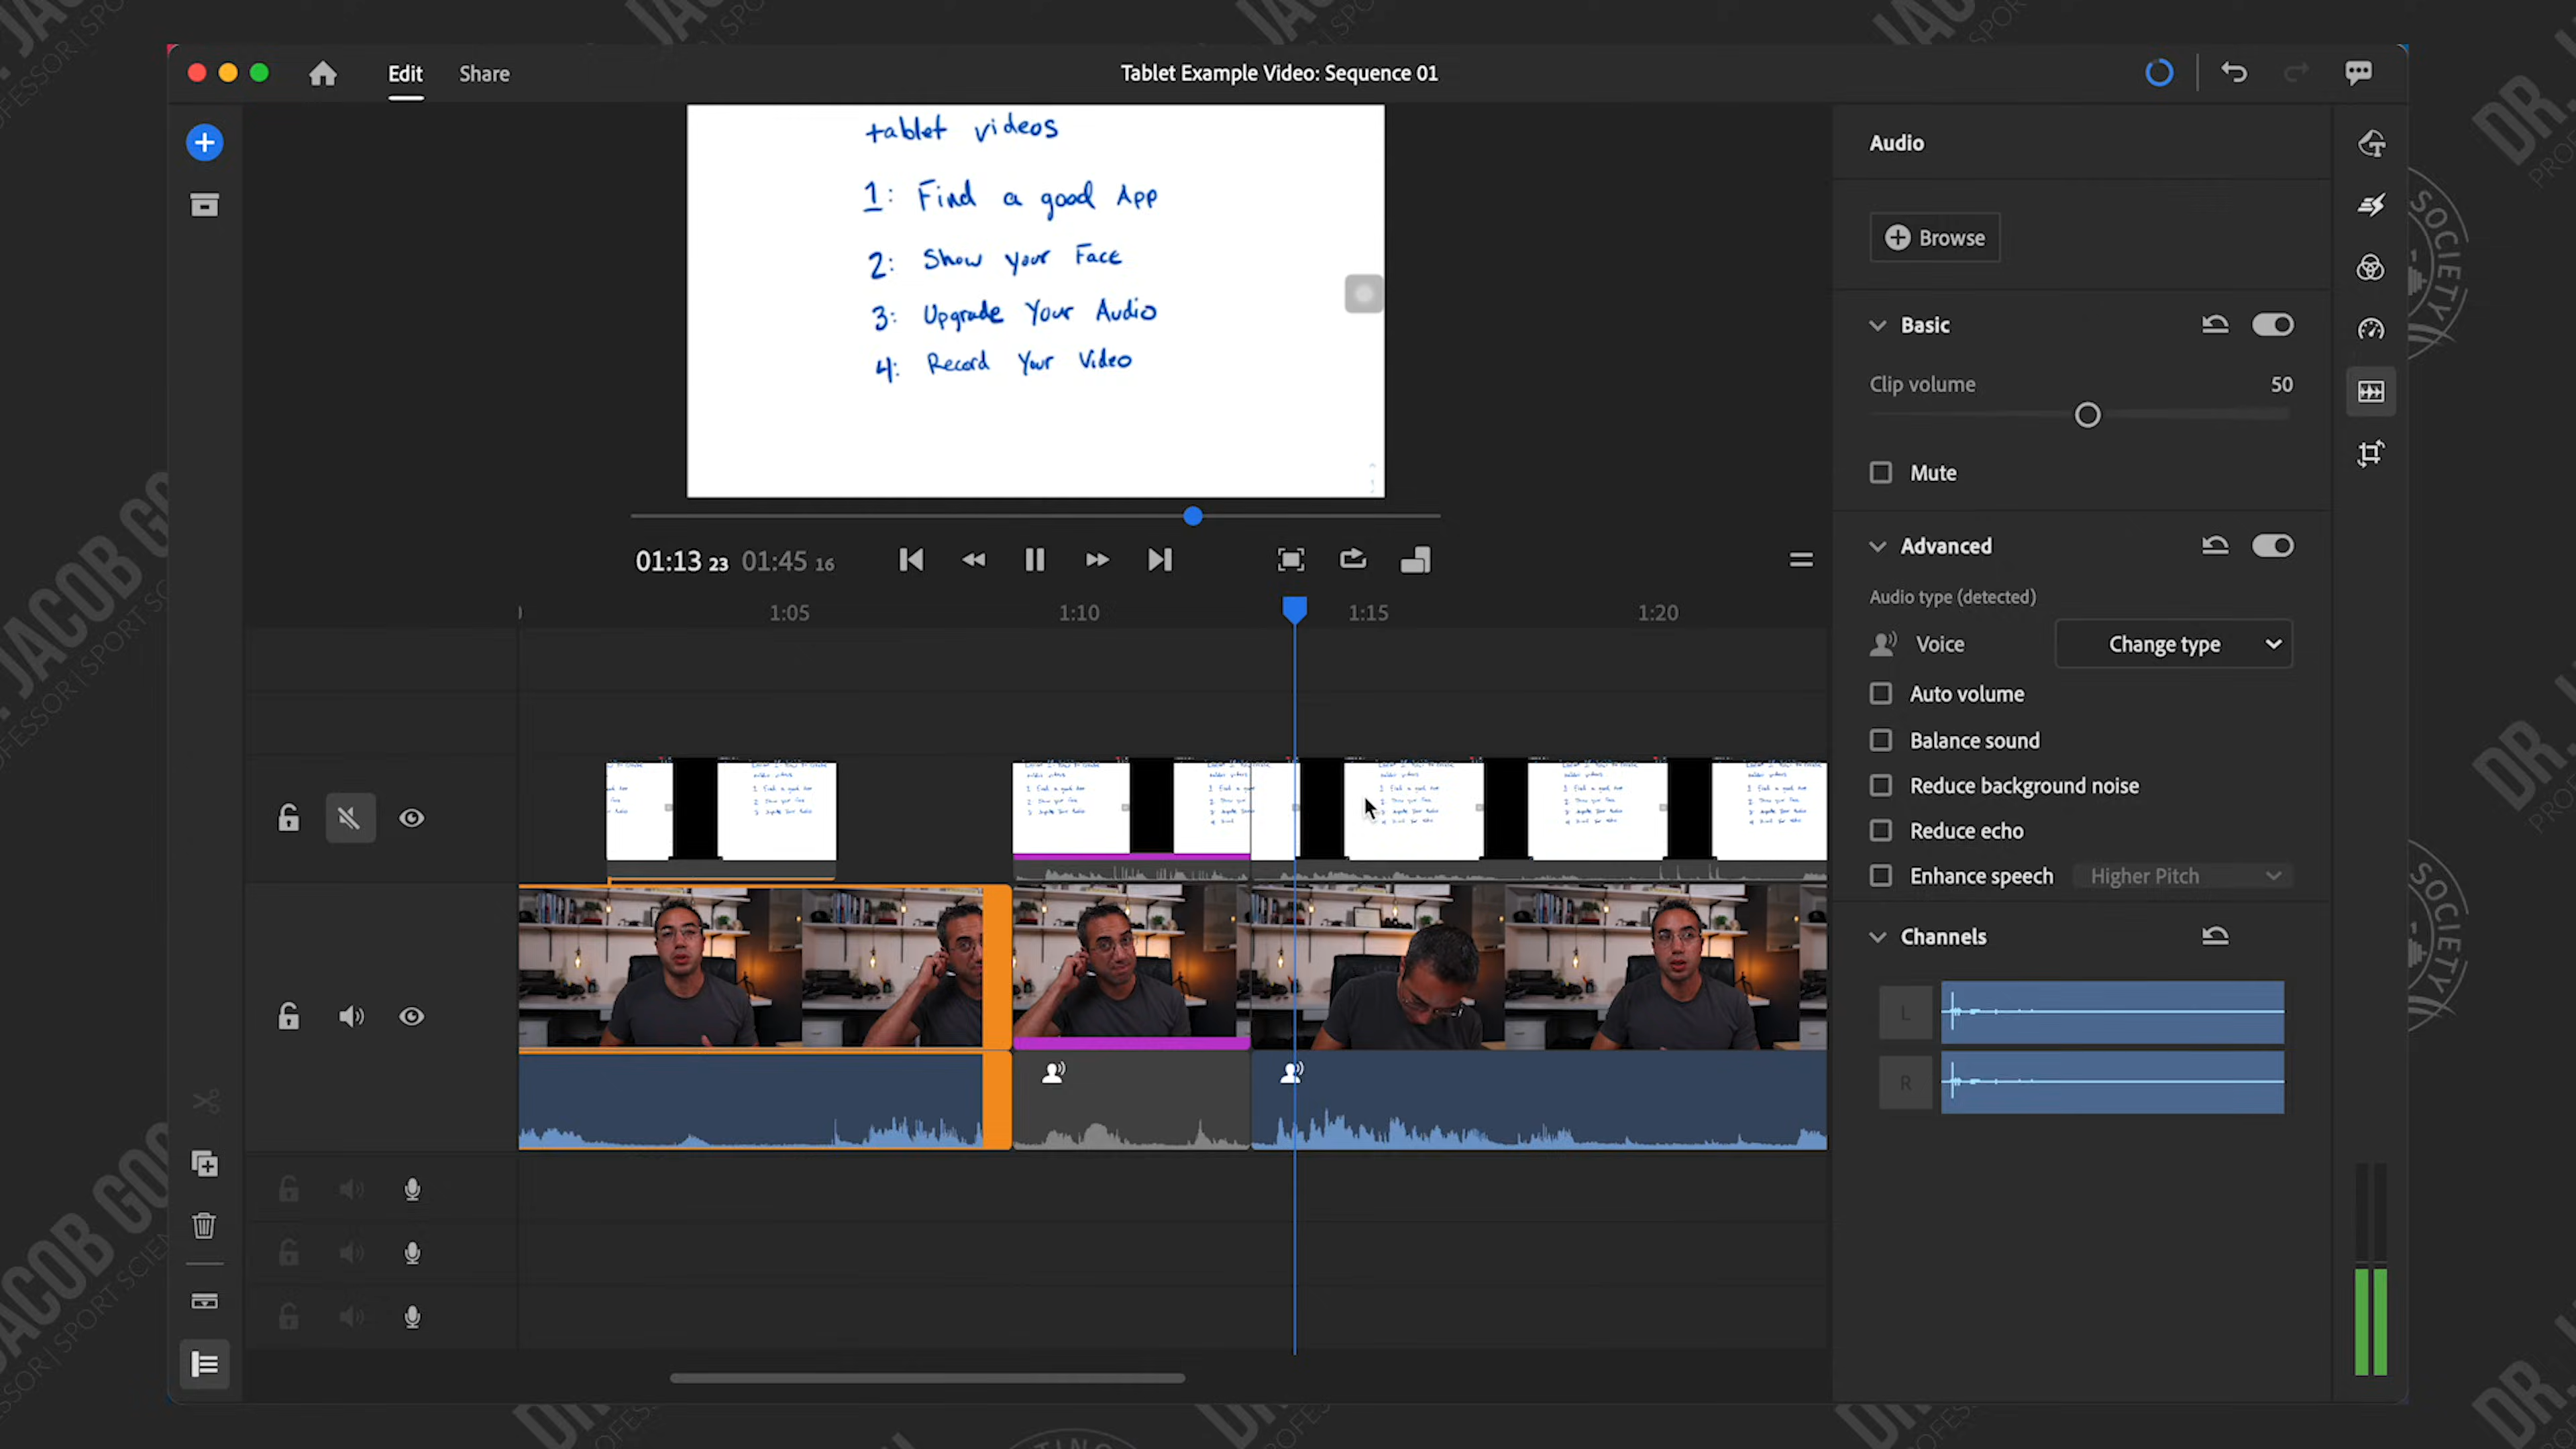 Edit Share Tablet Example Video: Sequence 01
tablet videos
1: Find a good App
2: Show your Face
3: Upgrade Your Audio
4: Record Your Video
01:13 23 01:45 16
1:05 1:10 1:15 1:20
Audio
Browse
Basic
Clip volume 50
Mute
Advanced
Audio type (detected)
Voice Change type
Auto volume
Balance sound
Reduce background noise
Reduce echo
Enhance speech Higher Pitch
Channels
L
R
DR. JACOB
SOCIETY